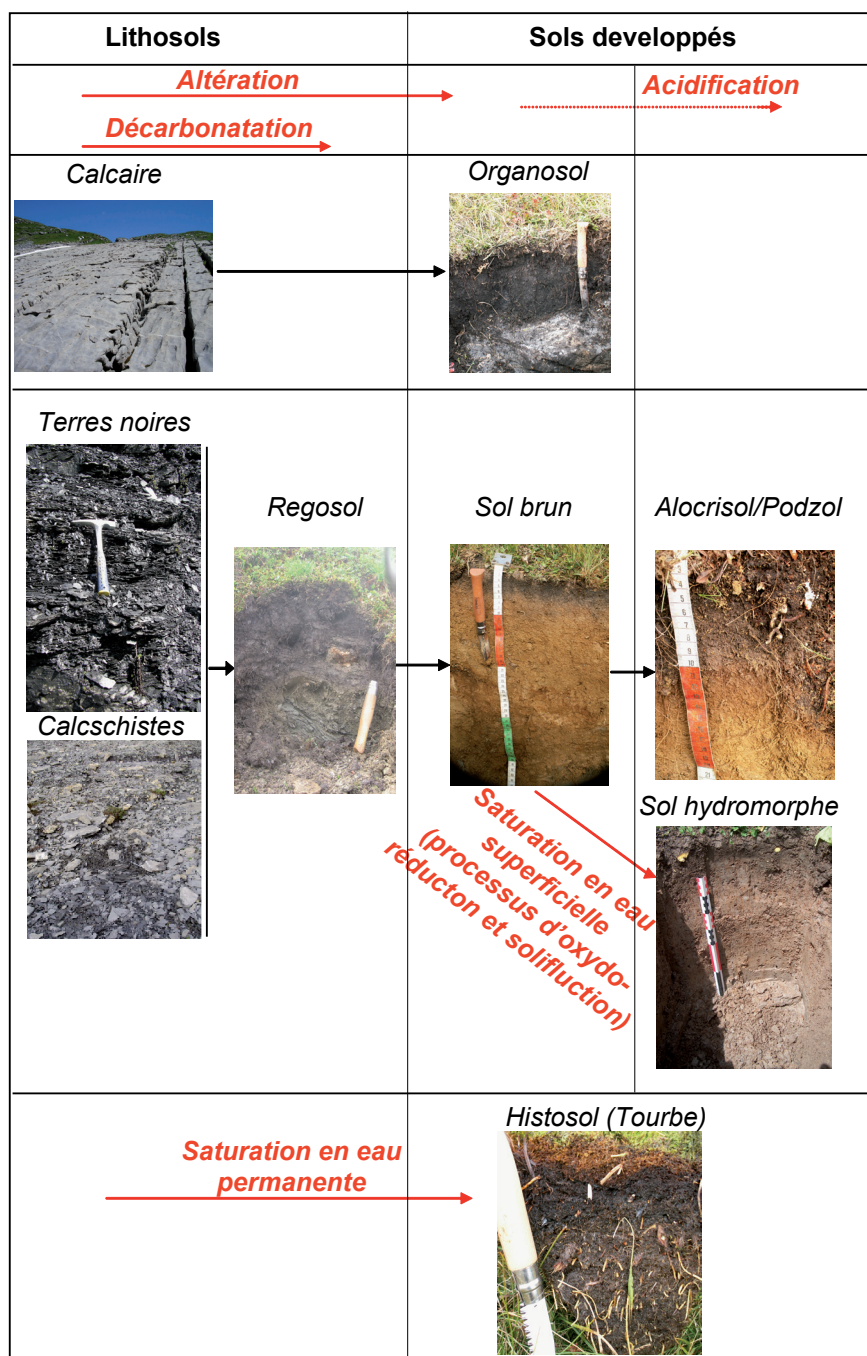 Lithosols
Sols developpés
Altération
Acidification
Décarbonatation
Calcaire
Organosol
Terres noires
Regosol
Sol brun
Alocrisol/Podzol
Calcschistes
Sol hydromorphe
Saturation en eau
superficielle
(processus d'oxydo-
réducton et solifluction)
Histosol (Tourbe)
Saturation en eau
permanente